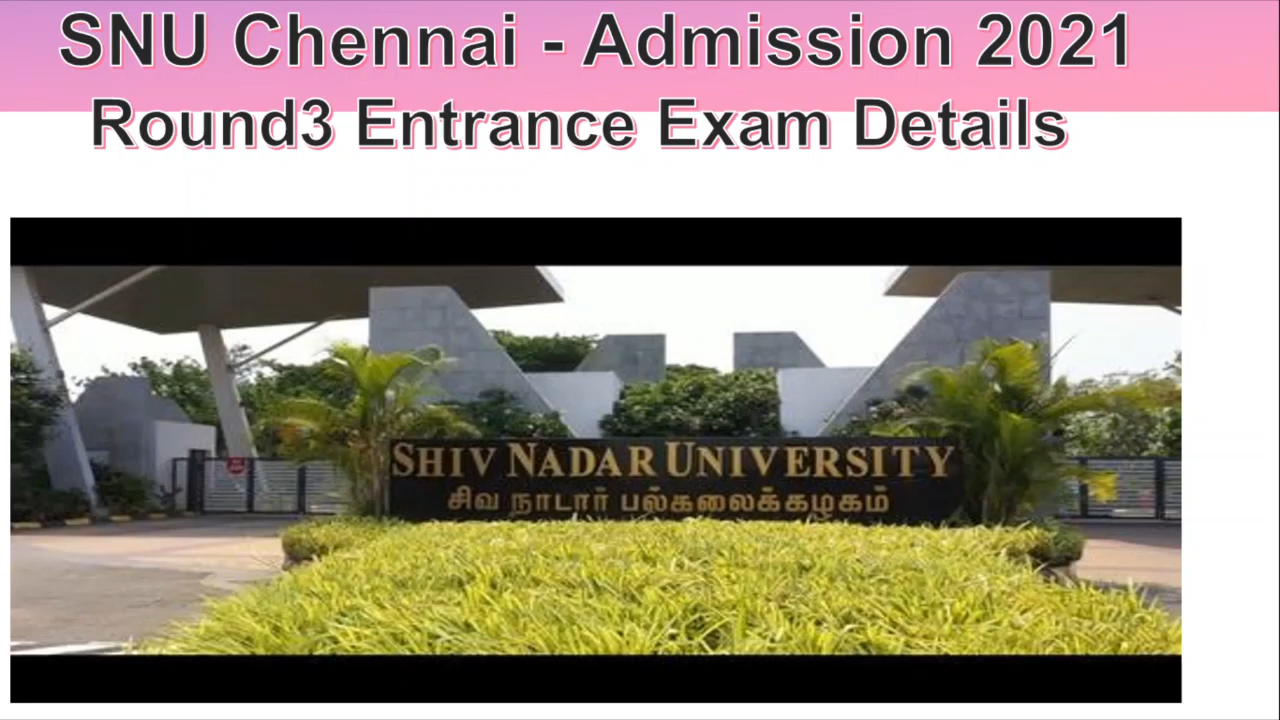 SNU Chennai - Admission 2021
Round3 Entrance Exam Details
SHIV NADAR UNIVERSITY
சிவ நாடார் பல்கலைக்கழகம்